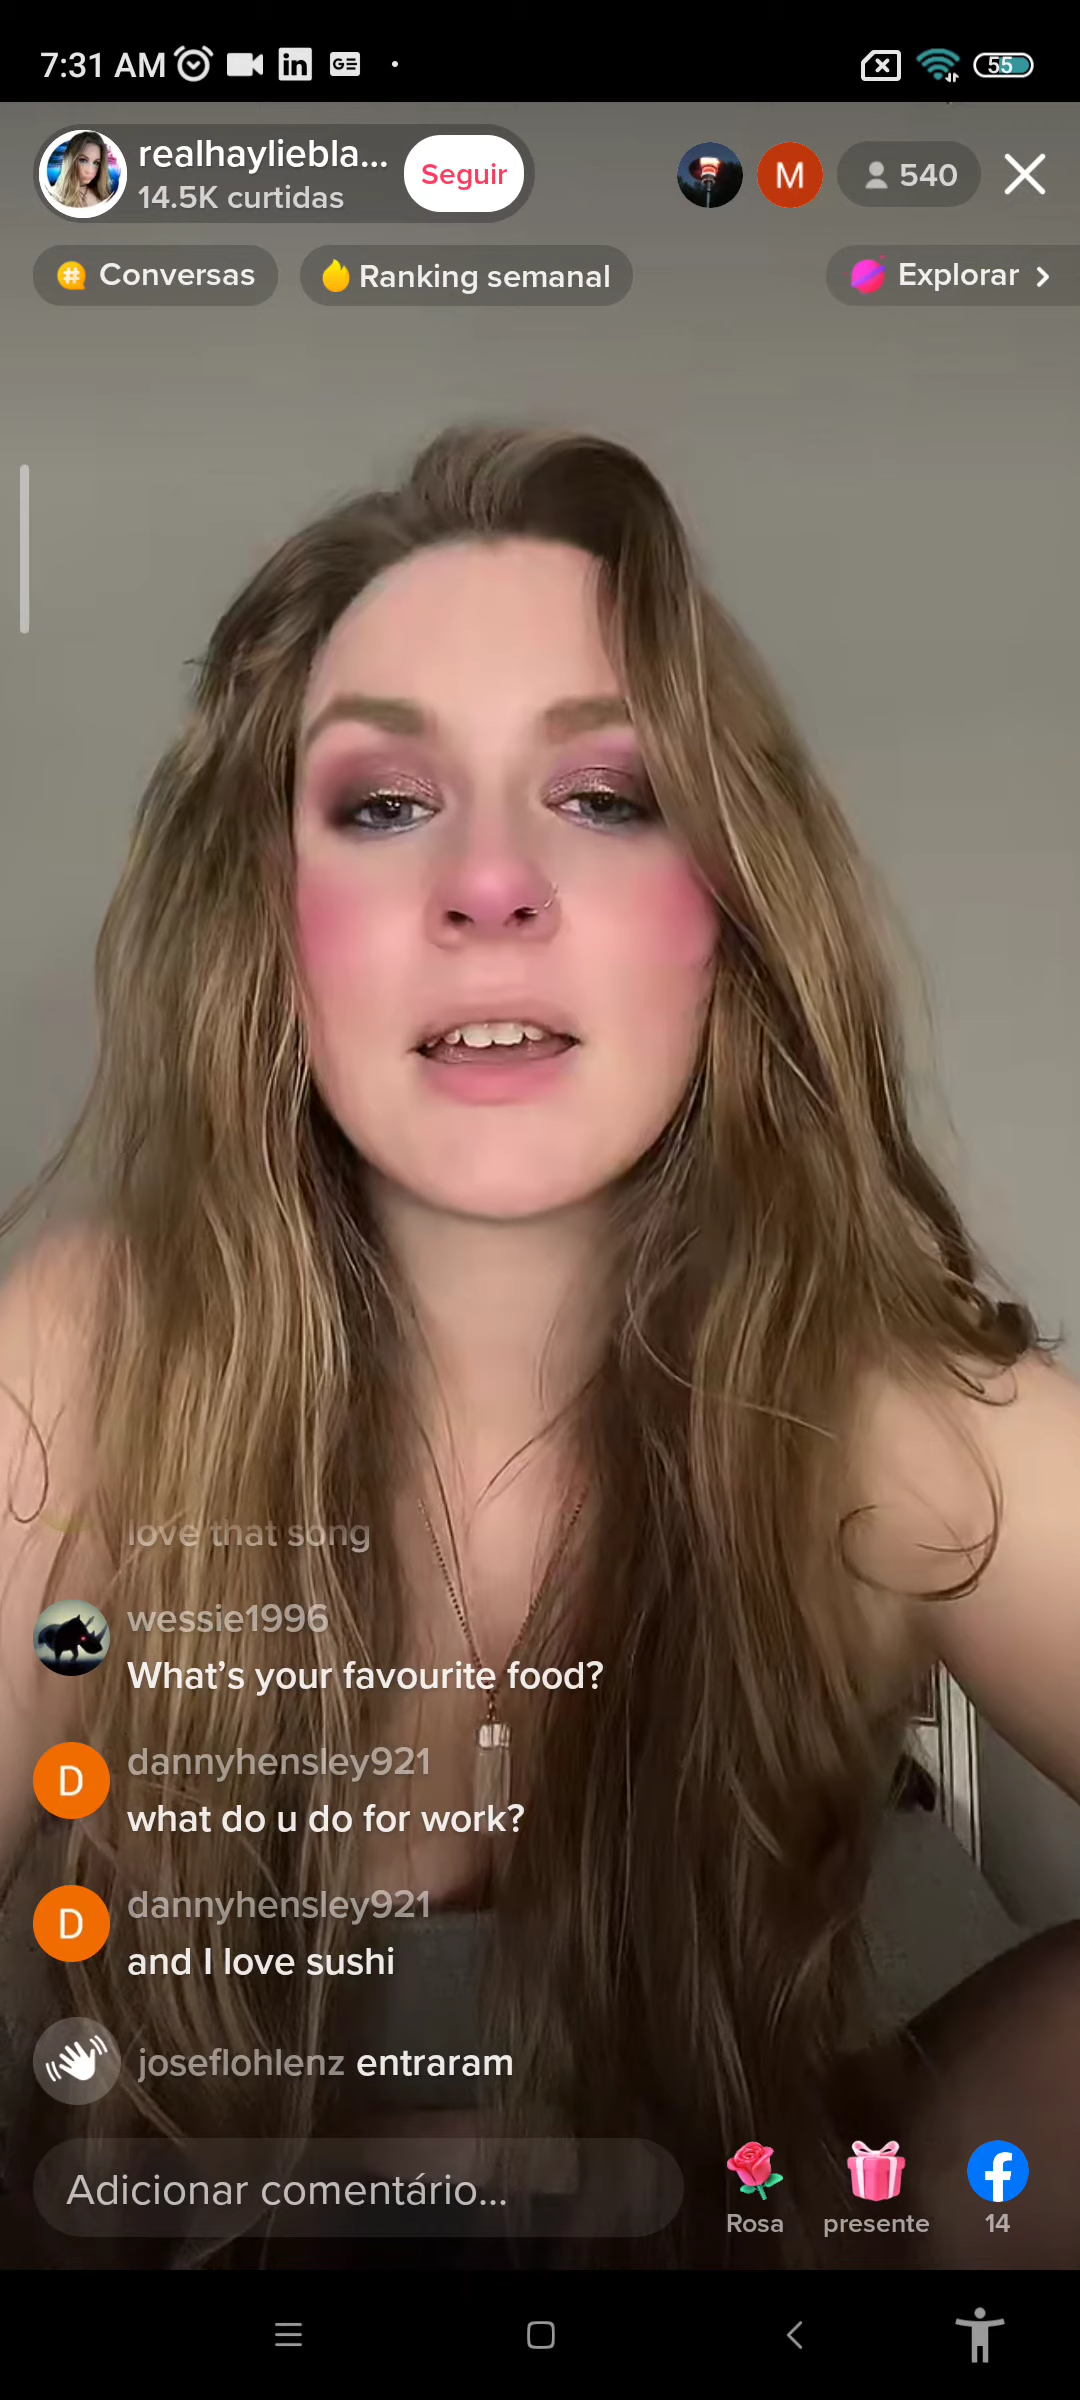 7:31 AM
55
realhayliebla...
14.5K curtidas
Seguir
M
540
Conversas
Ranking semanal
Explorar
love that song
wessie1996
What's your favourite food?
D
dannyhensley921
what do u do for work?
D
dannyhensley921
and I love sushi
joseflohlenz entraram
Adicionar comentário...
Rosa
presente
14